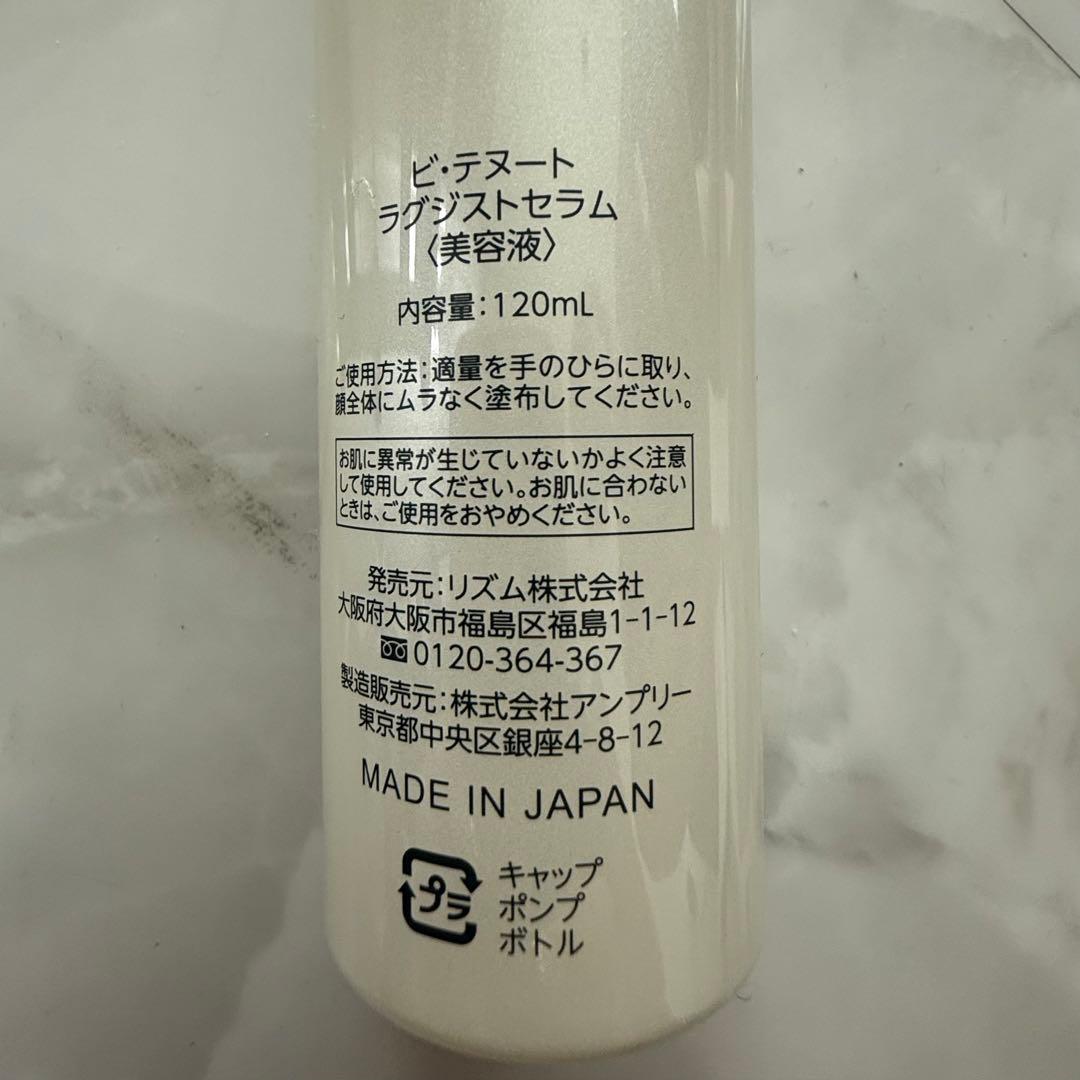 ビ・テヌート
ラグジストセラム
〈美容液〉
内容量：120mL
ご使用方法：適量を手のひらに取り、
顔全体にムラなく塗布してください。
お肌に異常が生じていないかよく注意
して使用してください。お肌に合わない
ときは、ご使用をおやめください。
発売元：リズム株式会社
大阪府大阪市福島区福島1-1-12
0120-364-367
製造販売元：株式会社アンプリー
東京都中央区銀座4-8-12
MADE IN JAPAN
プラ
キャップ
ポンプ
ボトル